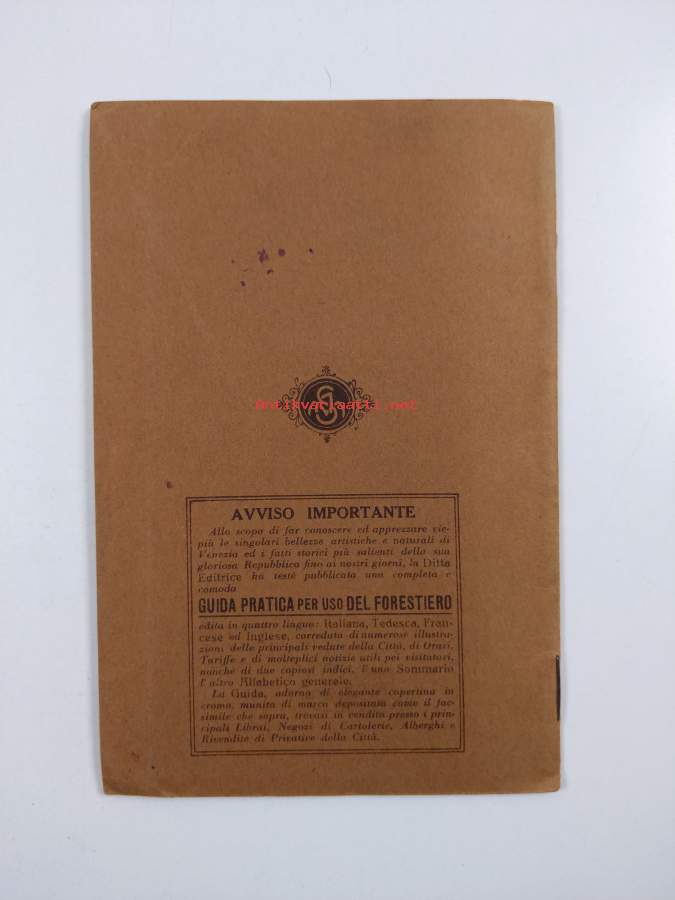 antikvariaatti.net
AVVISO IMPORTANTE
Allo scopo di far conoscere ed apprezzare vie-
più le singolari bellezze artistiche e naturali di
Venezia ed i fatti storici più salienti della sua
gloriosa Repubblica fino ai nostri giorni, la Ditta
Editrice ha testè pubblicata una completa e
comoda
GUIDA PRATICA PER USO DEL FORESTIERO
edita in quattro lingue: Italiana, Tedesca, Fran-
cese ed Inglese, corredata di numerose illustra-
zioni delle principali vedute della Città, di Orari,
Tariffe e di molteplici notizie utili pei visitatori,
nonchè di due copiosi indici, l'uno Sommario
l'altro Alfabetico generale.
La Guida, adorna di elegante copertina in
cromo, munita di marca depositata come il fac-
simile che sopra, trovasi in vendita presso i prin-
cipali Librai, Negozi di Cartolerie, Alberghi e
Rivendite di Privative della Città.